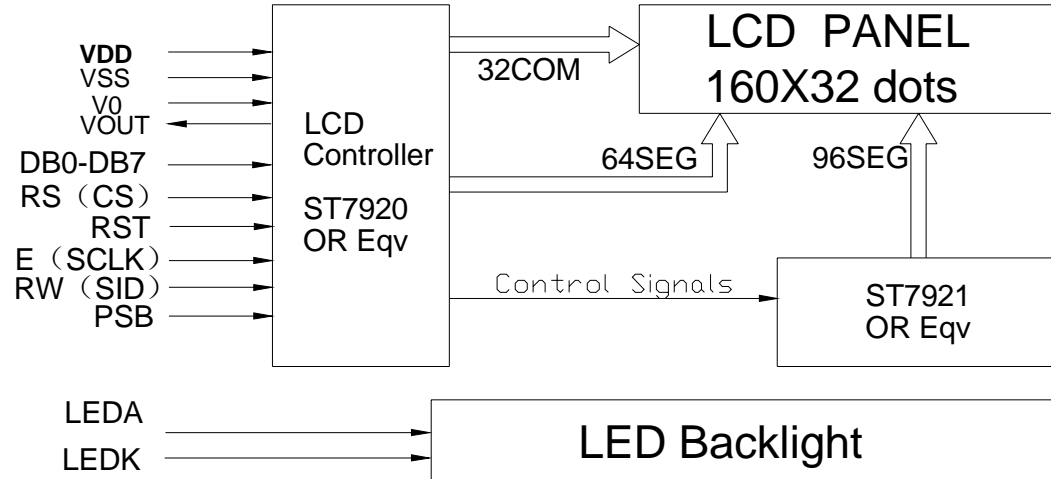 VDD
VSS
V0
VOUT
DB0-DB7
RS（CS）
RST
E（SCLK）
RW（SID）
PSB
LCD
Controller
ST7920
OR Eqv
32COM
64SEG
96SEG
LCD PANEL
160X32 dots
Control Signals
ST7921
OR Eqv
LEDA
LEDK
LED Backlight